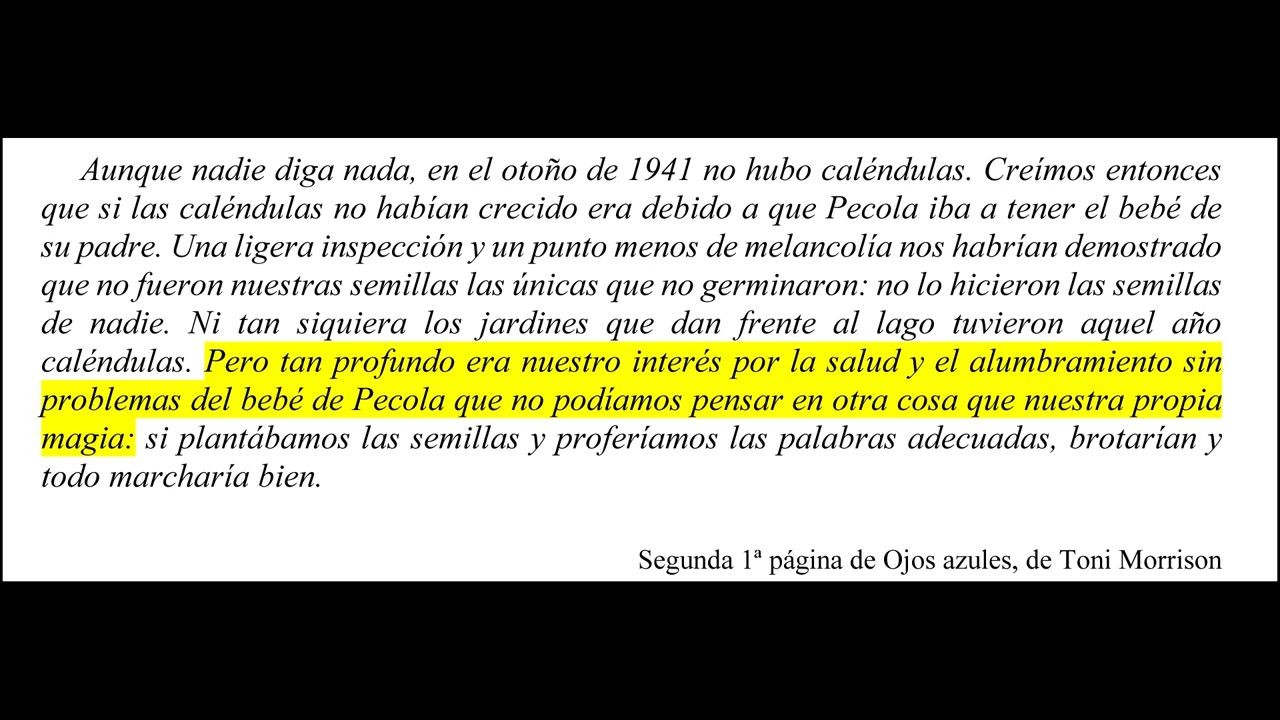 Aunque nadie diga nada, en el otoño de 1941 no hubo caléndulas. Creímos entonces
que si las caléndulas no habían crecido era debido a que Pecola iba a tener el bebé de
su padre. Una ligera inspección y un punto menos de melancolía nos habrían demostrado
que no fueron nuestras semillas las únicas que no germinaron: no lo hicieron las semillas
de nadie. Ni tan siquiera los jardines que dan frente al lago tuvieron aquel año
caléndulas. Pero tan profundo era nuestro interés por la salud y el alumbramiento sin
problemas del bebé de Pecola que no podíamos pensar en otra cosa que nuestra propia
magia: si plantábamos las semillas y proferíamos las palabras adecuadas, brotarían y
todo marcharía bien.
Segunda 1ª página de Ojos azules, de Toni Morrison